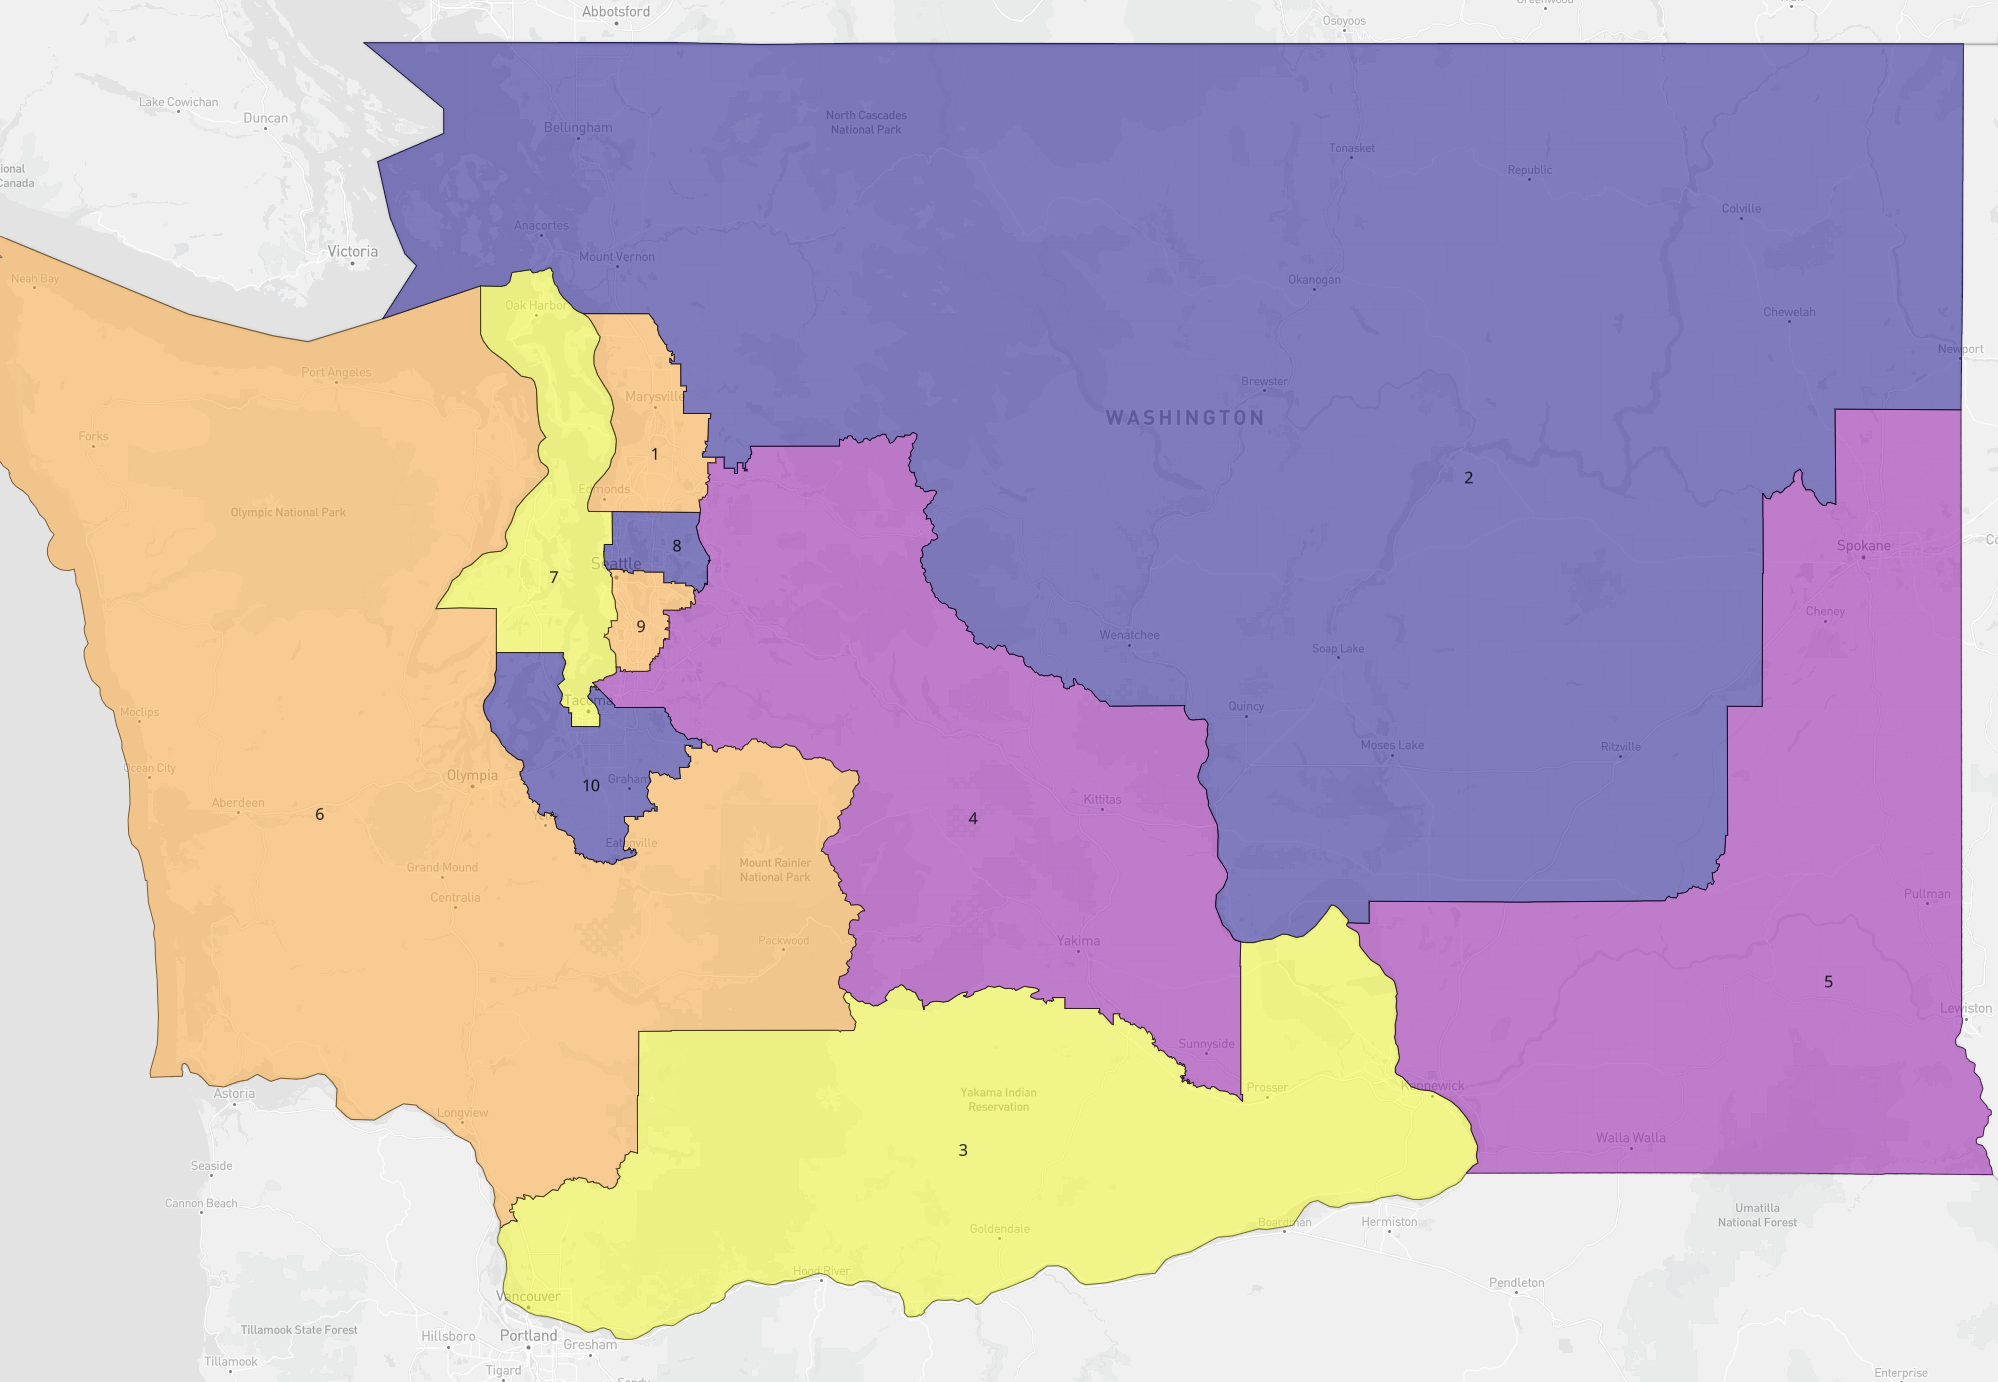 Abbotsford
Greenwood
Osoyoos
Lake Cowichan
Duncan
North Cascades
National Park
Bellingham
Tonasket
Republic
ional
Canada
Colville
Anacortes
Victoria
Mount Vernon
Neah Bay
Okanogan
Oak Harbor
Chewelah
Newport
Port Angeles
Brewster
Marysville
WASHINGTON
Forks
1
2
Edmonds
Olympic National Park
8
Spokane
Seattle
7
Cheney
9
Wenatchee
Soap Lake
Tacoma
Moclips
Quincy
Moses Lake
Ritzville
Ocean City
Olympia
10
Graham
Aberdeen
Kittitas
6
4
Eatonville
Mount Rainier
National Park
Grand Mound
Centralia
Pullman
Packwood
Yakima
5
Lewiston
Sunnyside
Astoria
Yakama Indian
Reservation
Prosser
Kennewick
Longview
Walla Walla
3
Seaside
Cannon Beach
Umatilla
National Forest
Goldendale
Boardman
Hermiston
Hood River
Pendleton
Vancouver
Tillamook State Forest
Hillsboro
Portland
Gresham
Tillamook
Tigard
Sandy
Enterprise